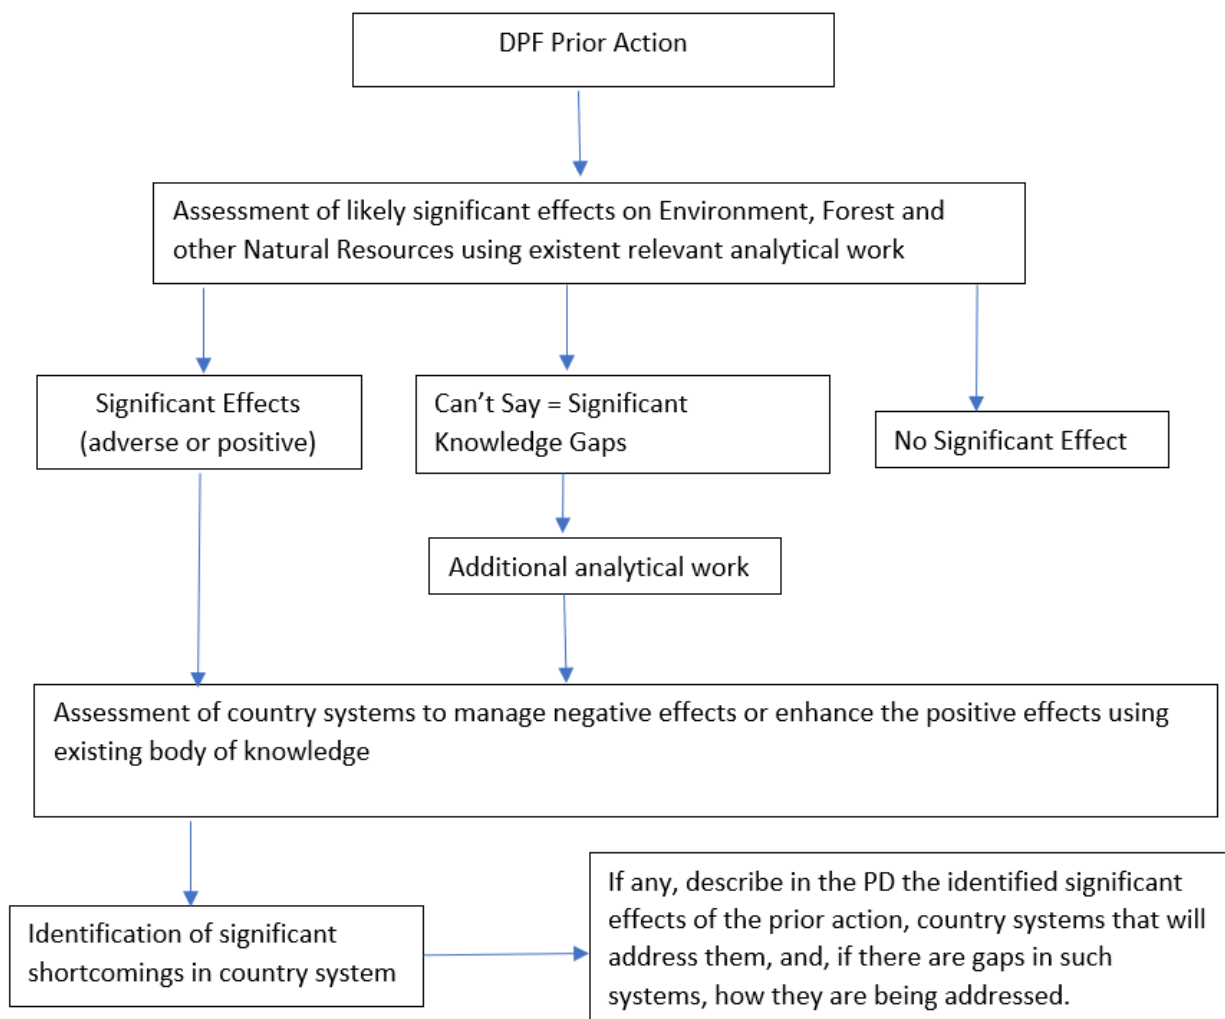 DPF Prior Action
Assessment of likely significant effects on Environment, Forest and
other Natural Resources using existent relevant analytical work
Significant Effects
(adverse or positive)
Can't Say = Significant
Knowledge Gaps
No Significant Effect
Additional analytical work
Assessment of country systems to manage negative effects or enhance the positive effects using
existing body of knowledge
Identification of significant
shortcomings in country system
If any, describe in the PD the identified significant
effects of the prior action, country systems that will
address them, and, if there are gaps in such
systems, how they are being addressed.